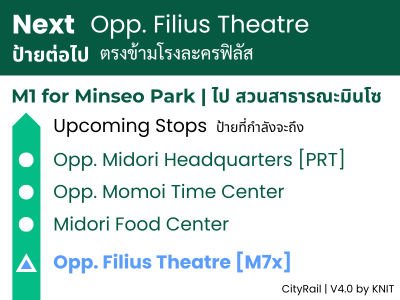 Next Opp. Filius Theatre
ป้ายต่อไป ตรงข้ามโรงละครฟิลัส
M1 for Minseo Park | ไป สวนสาธารณะมินโซ
Upcoming Stops ป้ายที่กำลังจะถึง
Opp. Midori Headquarters [PRT]
Opp. Momoi Time Center
Midori Food Center
Opp. Filius Theatre [M7x]
CityRail | V4.0 by KNIT